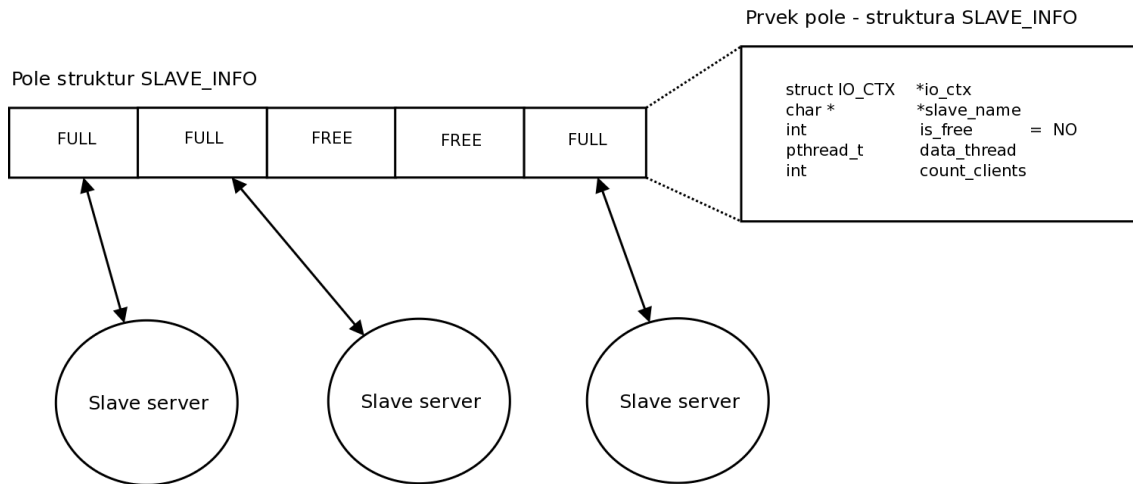 Prvek pole - struktura SLAVE_INFO
Pole struktur SLAVE_INFO
struct IO_CTX *io_ctx
char * *slave_name
int is_free = NO
pthread_t data_thread
int count_clients
FULL FULL FREE FREE FULL
Slave server Slave server Slave server